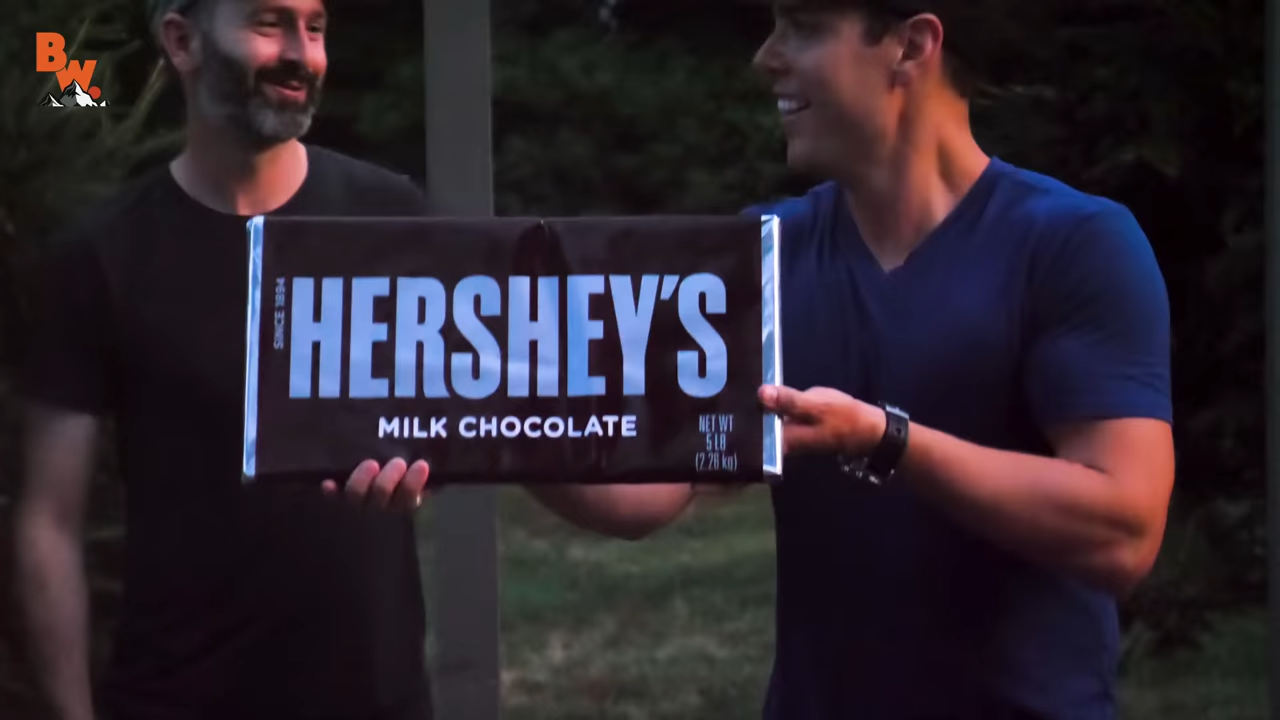 BW.
SINCE 1894
HERSHEY'S
MILK CHOCOLATE
NET WT
5 LB
(2.26 kg)